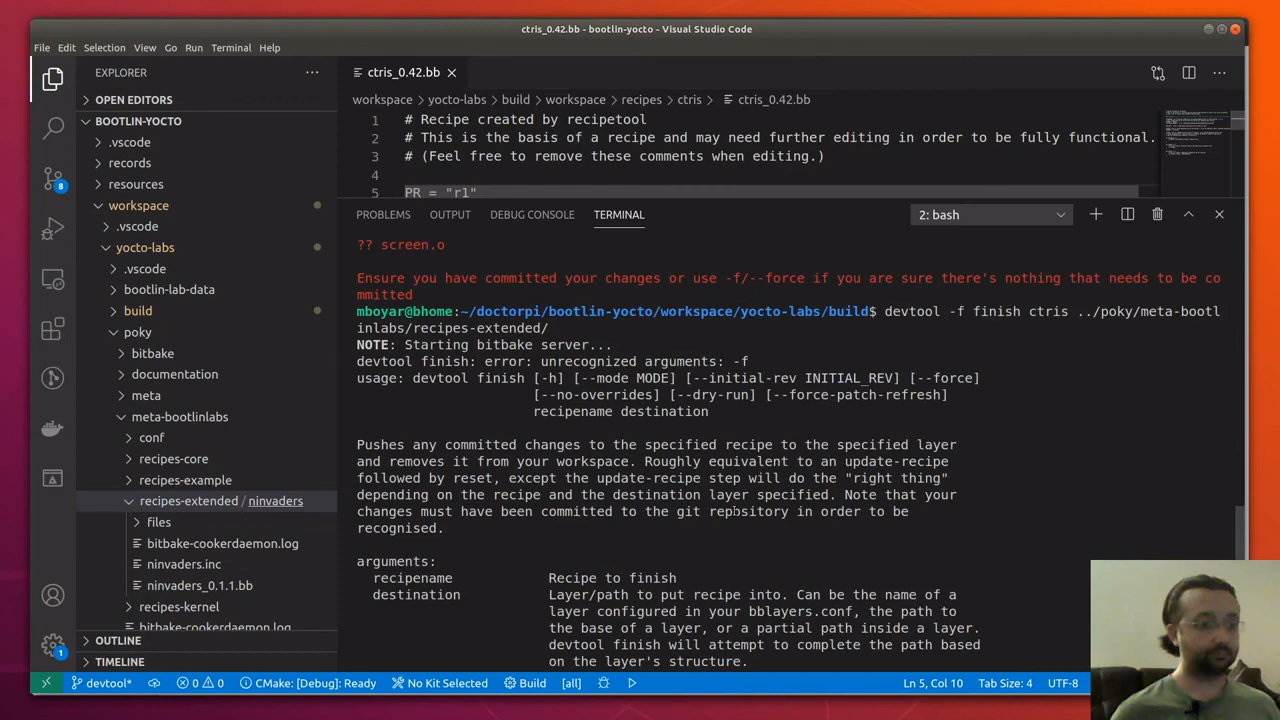 ctris_0.42.bb - bootlin-yocto - Visual Studio Code
File Edit Selection View Go Run Terminal Help
EXPLORER
OPEN EDITORS
BOOTLIN-YOCTO
.vscode
records
resources
workspace
.vscode
yocto-labs
.vscode
bootlin-lab-data
build
poky
bitbake
documentation
meta
meta-bootlinlabs
conf
recipes-core
recipes-example
recipes-extended / ninvaders
files
bitbake-cookerdaemon.log
ninvaders.inc
ninvaders_0.1.1.bb
recipes-kernel
bitbake-cookerdaemon.log
OUTLINE
TIMELINE
8
1
ctris_0.42.bb
workspace > yocto-labs > build > workspace > recipes > ctris > ctris_0.42.bb
1 # Recipe created by recipetool
2 # This is the basis of a recipe and may need further editing in order to be fully functional.
3 # (Feel free to remove these comments when editing.)
4
5 PR = "r1"
PROBLEMS OUTPUT DEBUG CONSOLE TERMINAL 2: bash
?? screen.o
Ensure you have committed your changes or use -f/--force if you are sure there's nothing that needs to be co
mmitted
mboyar@bhome:~/doctorpi/bootlin-yocto/workspace/yocto-labs/build$ devtool -f finish ctris ../poky/meta-bootl
inlabs/recipes-extended/
NOTE: Starting bitbake server...
devtool finish: error: unrecognized arguments: -f
usage: devtool finish [-h] [--mode MODE] [--initial-rev INITIAL_REV] [--force]
[--no-overrides] [--dry-run] [--force-patch-refresh]
recipename destination
Pushes any committed changes to the specified recipe to the specified layer
and removes it from your workspace. Roughly equivalent to an update-recipe
followed by reset, except the update-recipe step will do the "right thing"
depending on the recipe and the destination layer specified. Note that your
changes must have been committed to the git repository in order to be
recognised.
arguments:
recipename Recipe to finish
destination Layer/path to put recipe into. Can be the name of a
layer configured in your bblayers.conf, the path to
the base of a layer, or a partial path inside a layer.
devtool finish will attempt to complete the path based
on the layer's structure.
devtool* 0 0 CMake: [Debug]: Ready No Kit Selected Build [all] Ln 5, Col 10 Tab Size: 4 UTF-8